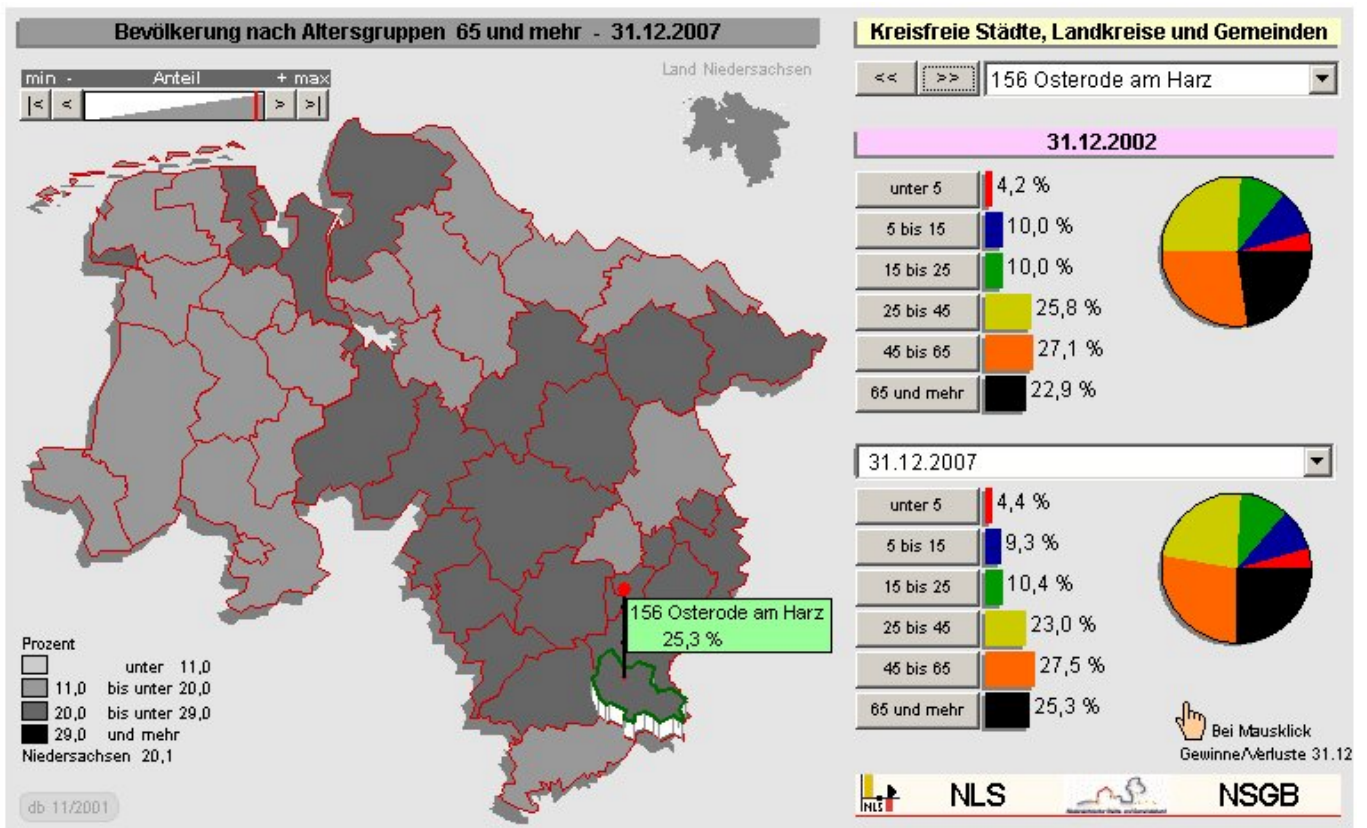 Bevölkerung nach Altersgruppen 65 und mehr - 31.12.2007
min - Anteil + max
|< < > >|
Land Niedersachsen
156 Osterode am Harz
25,3 %
Prozent
unter 11,0
11,0 bis unter 20,0
20,0 bis unter 29,0
29,0 und mehr
Niedersachsen 20,1
db 11/2001
Kreisfreie Städte, Landkreise und Gemeinden
<< >> 156 Osterode am Harz
31.12.2002
unter 5 4,2 %
5 bis 15 10,0 %
15 bis 25 10,0 %
25 bis 45 25,8 %
45 bis 65 27,1 %
65 und mehr 22,9 %
31.12.2007
unter 5 4,4 %
5 bis 15 9,3 %
15 bis 25 10,4 %
25 bis 45 23,0 %
45 bis 65 27,5 %
65 und mehr 25,3 %
Bei Mausklick
Gewinne/Verluste 31.12
NLS NLS NSGB